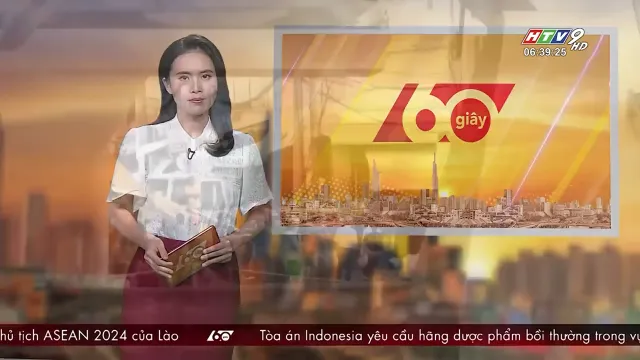 HTV9 HD
06:39:25
60 giây
hủ tịch ASEAN 2024 của Lào 60 Tòa án Indonesia yêu cầu hãng dược phẩm bồi thường trong vụ